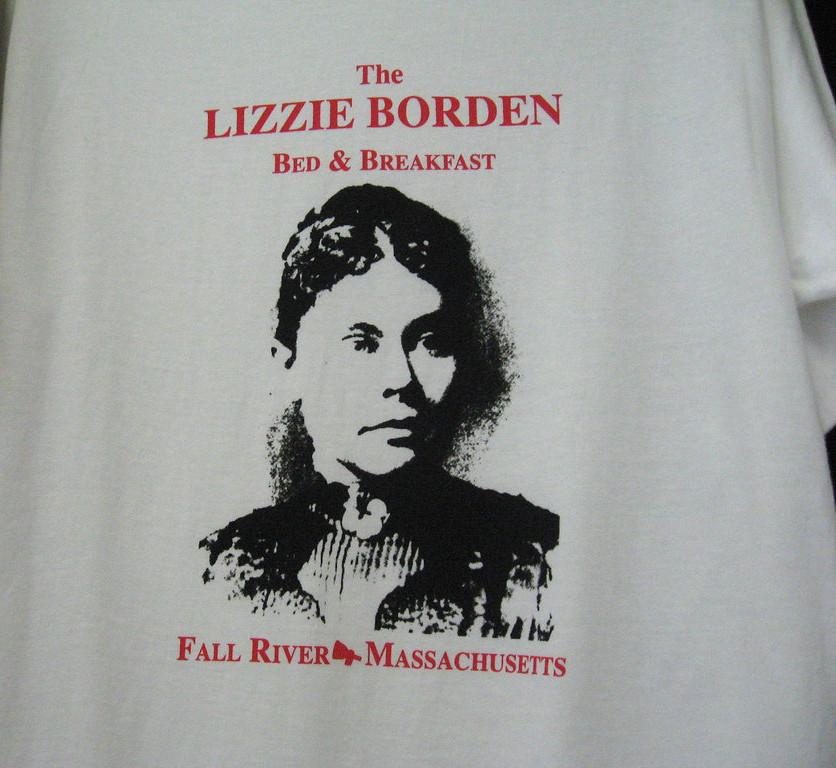 The
LIZZIE BORDEN
BED & BREAKFAST
FALL RIVER MASSACHUSETTS